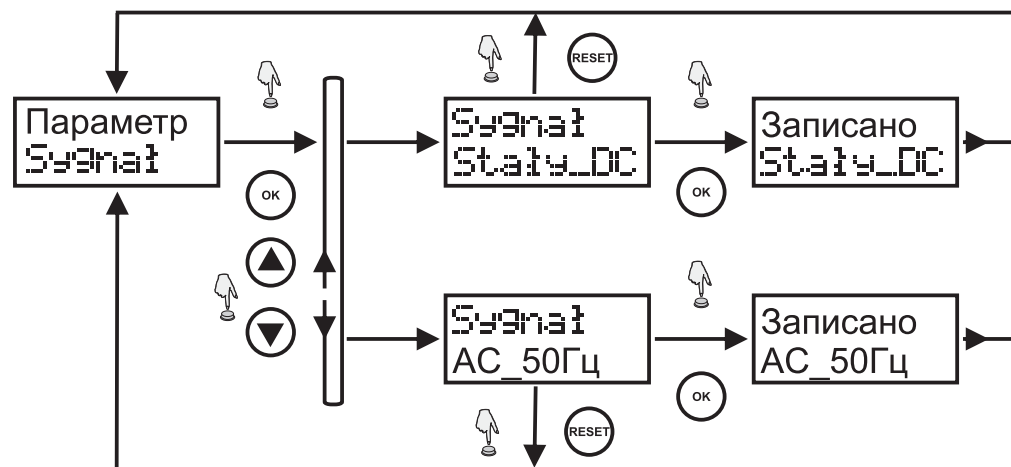 RESET
Параметр
Sygnał
Sygnał
Stały_DC
Записано
Stały_DC
OK
OK
Sygnał
AC_50Гц
Записано
AC_50Гц
OK
RESET